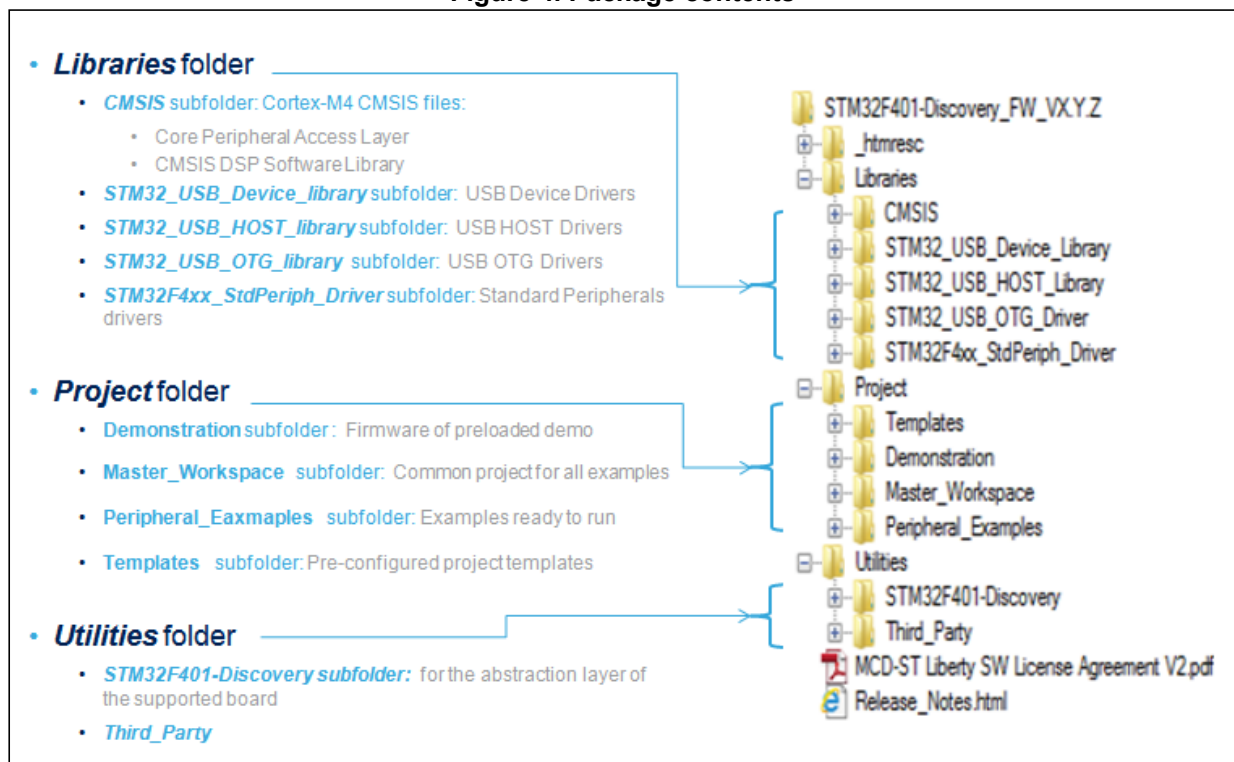 • Libraries folder
• CMSIS subfolder: Cortex-M4 CMSIS files:
• Core Peripheral Access Layer
• CMSIS DSP Software Library
• STM32_USB_Device_library subfolder: USB Device Drivers
• STM32_USB_HOST_library subfolder: USB HOST Drivers
• STM32_USB_OTG_library subfolder: USB OTG Drivers
• STM32F4xx_StdPeriph_Driver subfolder: Standard Peripherals
drivers
• Project folder
• Demonstration subfolder : Firmware of preloaded demo
• Master_Workspace subfolder: Common project for all examples
• Peripheral_Eaxmaples subfolder: Examples ready to run
• Templates subfolder: Pre-configured project templates
• Utilities folder
• STM32F401-Discovery subfolder: for the abstraction layer of
the supported board
• Third_Party
STM32F401-Discovery_FW_VX.Y.Z
_htmresc
Libraries
CMSIS
STM32_USB_Device_Library
STM32_USB_HOST_Library
STM32_USB_OTG_Driver
STM32F4xx_StdPeriph_Driver
Project
Templates
Demonstration
Master_Workspace
Peripheral_Examples
Utilities
STM32F401-Discovery
Third_Party
MCD-ST Liberty SW License Agreement V2.pdf
Release_Notes.html